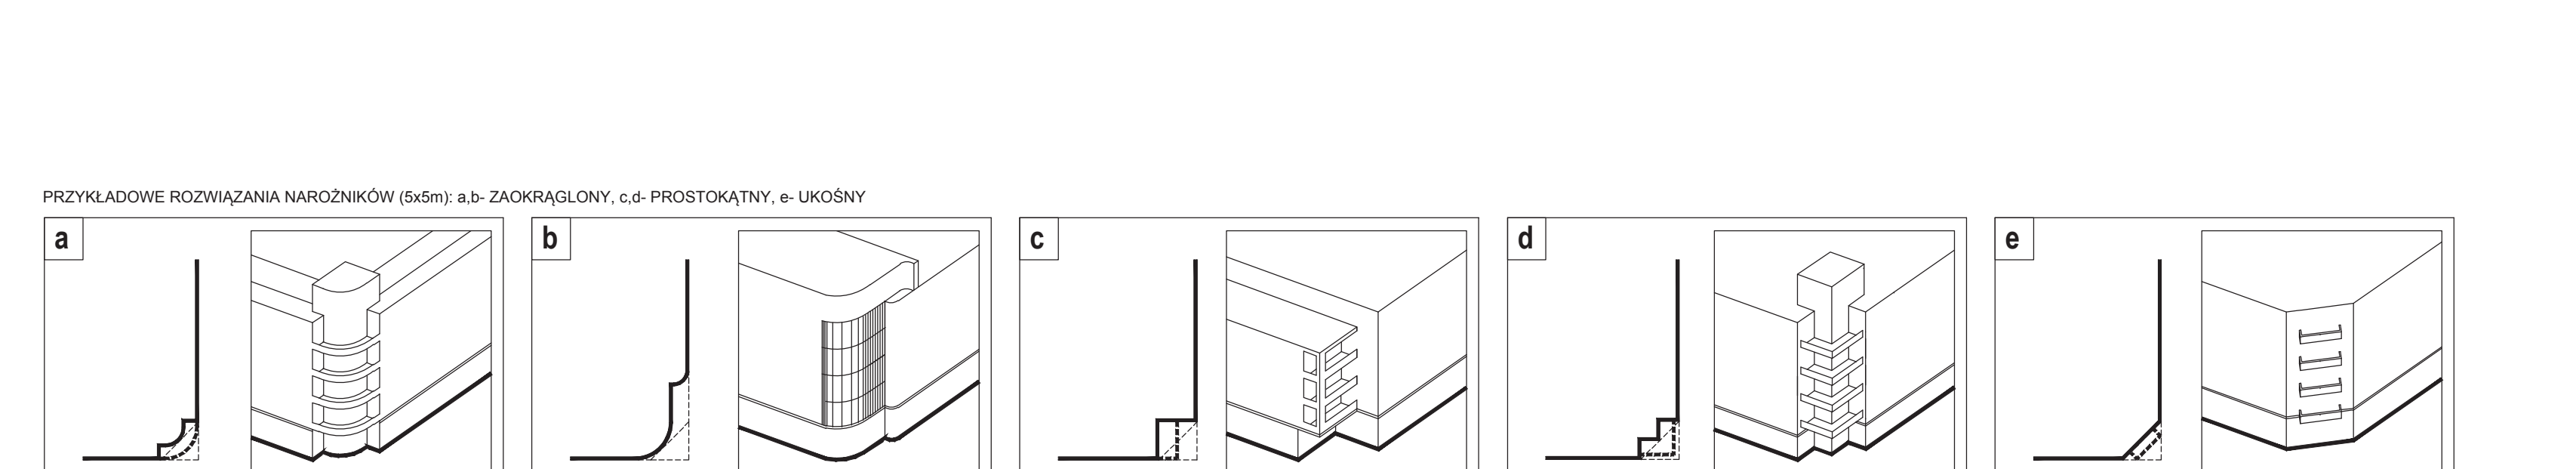 PRZYKŁADOWE ROZWIĄZANIA NAROŻNIKÓW (5x5m): a,b- ZAOKRĄGLONY, c,d- PROSTOKĄTNY, e- UKOŚNY
a b c d e